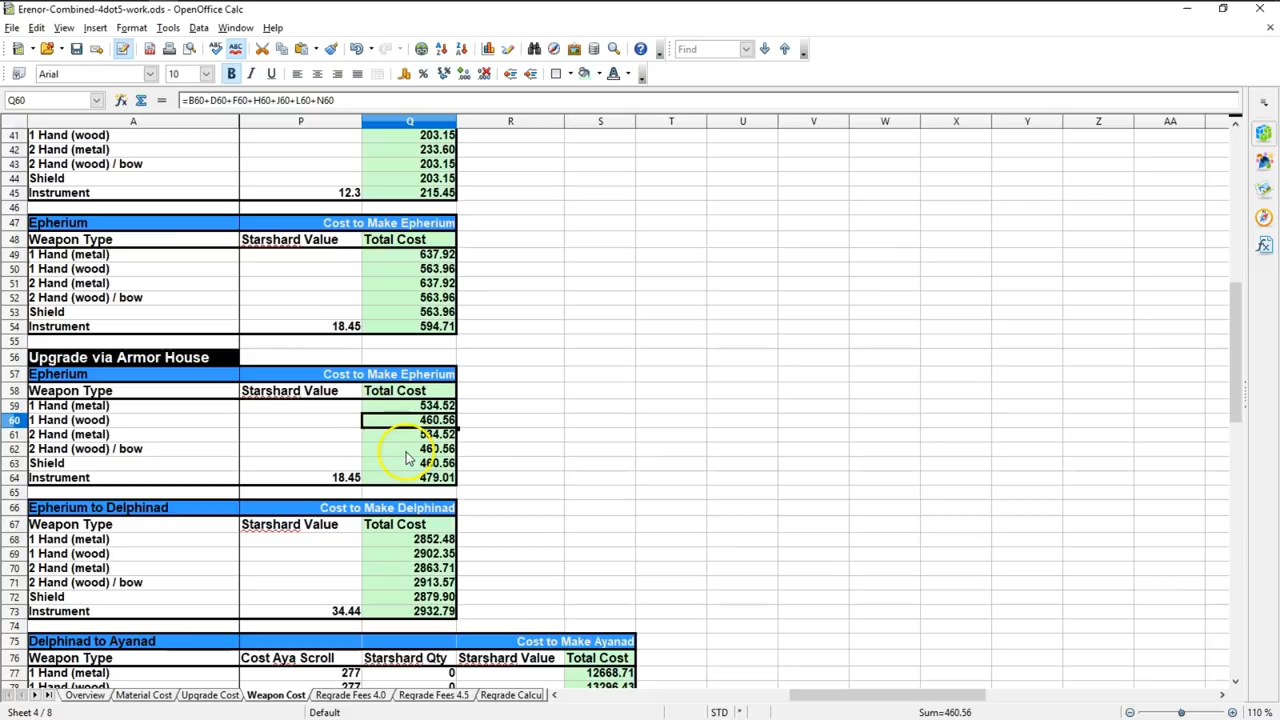 Erenor-Combined-4dot5-work.ods - OpenOffice Calc
File Edit View Insert Format Tools Data Window Help
Find
Arial 10
Q60 =B60+D60+F60+H60+J60+L60+N60
A P Q R S T U V W X Y Z AA
41 1 Hand (wood) 203.15
42 2 Hand (metal) 233.60
43 2 Hand (wood) / bow 203.15
44 Shield 203.15
45 Instrument 12.3 215.45
46
47 Epherium Cost to Make Epherium
48 Weapon Type Starshard Value Total Cost
49 1 Hand (metal) 637.92
50 1 Hand (wood) 563.96
51 2 Hand (metal) 637.92
52 2 Hand (wood) / bow 563.96
53 Shield 563.96
54 Instrument 18.45 594.71
55
56 Upgrade via Armor House
57 Epherium Cost to Make Epherium
58 Weapon Type Starshard Value Total Cost
59 1 Hand (metal) 534.52
60 1 Hand (wood) 460.56
61 2 Hand (metal) 534.52
62 2 Hand (wood) / bow 460.56
63 Shield 460.56
64 Instrument 18.45 479.01
65
66 Epherium to Delphinad Cost to Make Delphinad
67 Weapon Type Starshard Value Total Cost
68 1 Hand (metal) 2852.48
69 1 Hand (wood) 2902.35
70 2 Hand (metal) 2863.71
71 2 Hand (wood) / bow 2913.57
72 Shield 2879.90
73 Instrument 34.44 2932.79
74
75 Delphinad to Ayanad Cost to Make Ayanad
76 Weapon Type Cost Aya Scroll Starshard Qty Starshard Value Total Cost
77 1 Hand (metal) 277 0 12668.71
78 1 Hand (wood) 277 0 13296.43
Overview Material Cost Upgrade Cost Weapon Cost Regrade Fees 4.0 Regrade Fees 4.5 Regrade Calcu
Sheet 4 / 8 Default STD * Sum=460.56 110 %